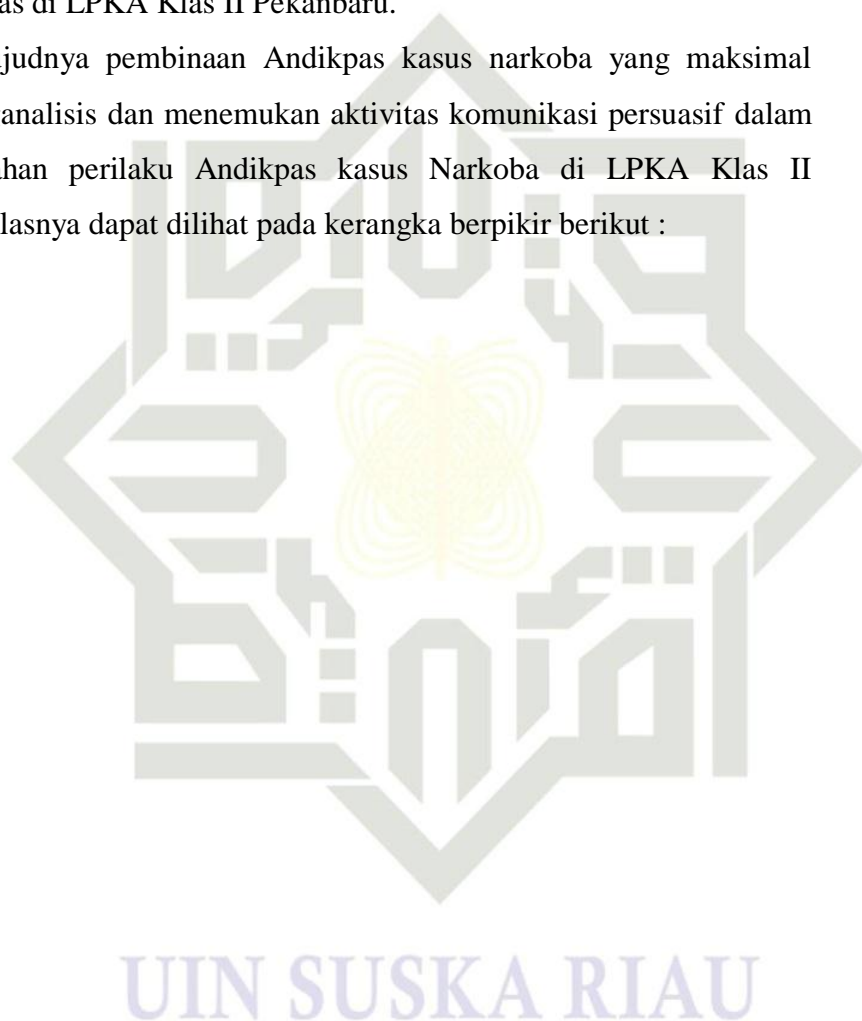 as di LPKA Klas II Pekanbaru.
judnya pembinaan Andikpas kasus narkoba yang maksimal
analisis dan menemukan aktivitas komunikasi persuasif dalam
han perilaku Andikpas kasus Narkoba di LPKA Klas II
lasnya dapat dilihat pada kerangka berpikir berikut :
UIN SUSKA RIAU